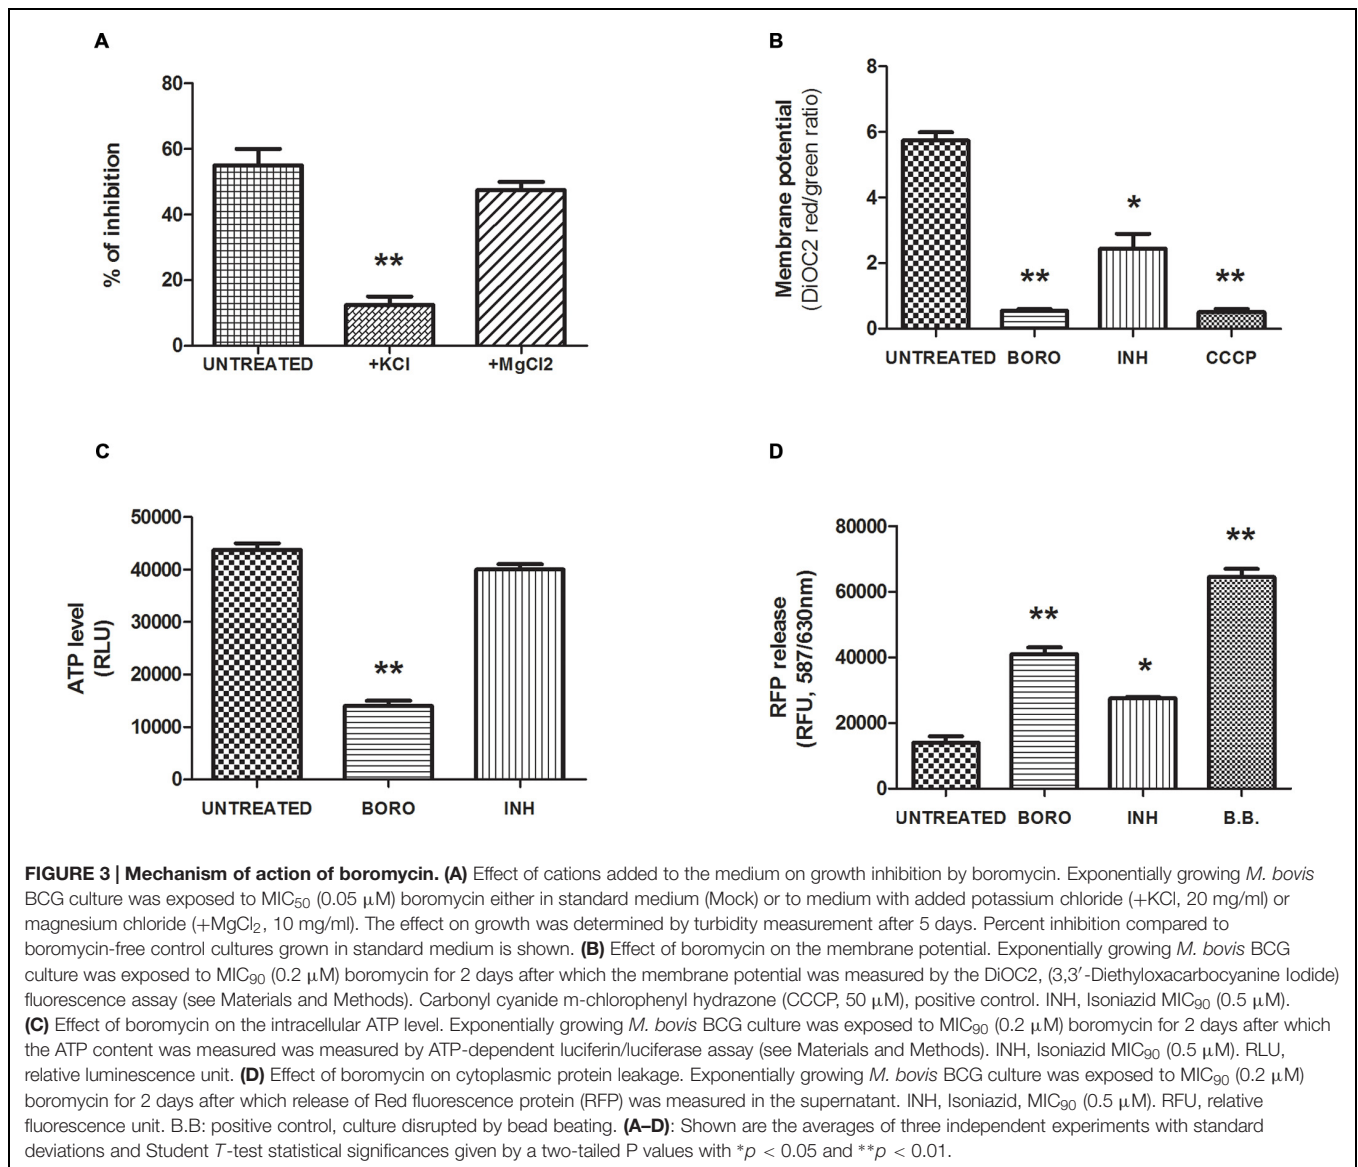 A
80
60
40
20
0
% of inhibition
**
UNTREATED
+KCl
+MgCl2
B
8
6
4
2
0
Membrane potential
(DiOC2 red/green ratio)
**
*
**
UNTREATED
BORO
INH
CCCP
C
50000
40000
30000
20000
10000
0
ATP level
(RLU)
**
UNTREATED
BORO
INH
D
80000
60000
40000
20000
0
RFP release
(RFU, 587/630nm)
**
*
**
UNTREATED
BORO
INH
B.B.
FIGURE 3 | Mechanism of action of boromycin. (A) Effect of cations added to the medium on growth inhibition by boromycin. Exponentially growing M. bovis
BCG culture was exposed to MIC50 (0.05 μM) boromycin either in standard medium (Mock) or to medium with added potassium chloride (+KCl, 20 mg/ml) or
magnesium chloride (+MgCl2, 10 mg/ml). The effect on growth was determined by turbidity measurement after 5 days. Percent inhibition compared to
boromycin-free control cultures grown in standard medium is shown. (B) Effect of boromycin on the membrane potential. Exponentially growing M. bovis BCG
culture was exposed to MIC90 (0.2 μM) boromycin for 2 days after which the membrane potential was measured by the DiOC2, (3,3′-Diethyloxacarbocyanine Iodide)
fluorescence assay (see Materials and Methods). Carbonyl cyanide m-chlorophenyl hydrazone (CCCP, 50 μM), positive control. INH, Isoniazid MIC90 (0.5 μM).
(C) Effect of boromycin on the intracellular ATP level. Exponentially growing M. bovis BCG culture was exposed to MIC90 (0.2 μM) boromycin for 2 days after which
the ATP content was measured was measured by ATP-dependent luciferin/luciferase assay (see Materials and Methods). INH, Isoniazid MIC90 (0.5 μM). RLU,
relative luminescence unit. (D) Effect of boromycin on cytoplasmic protein leakage. Exponentially growing M. bovis BCG culture was exposed to MIC90 (0.2 μM)
boromycin for 2 days after which release of Red fluorescence protein (RFP) was measured in the supernatant. INH, Isoniazid, MIC90 (0.5 μM). RFU, relative
fluorescence unit. B.B: positive control, culture disrupted by bead beating. (A–D): Shown are the averages of three independent experiments with standard
deviations and Student T-test statistical significances given by a two-tailed P values with *p < 0.05 and **p < 0.01.